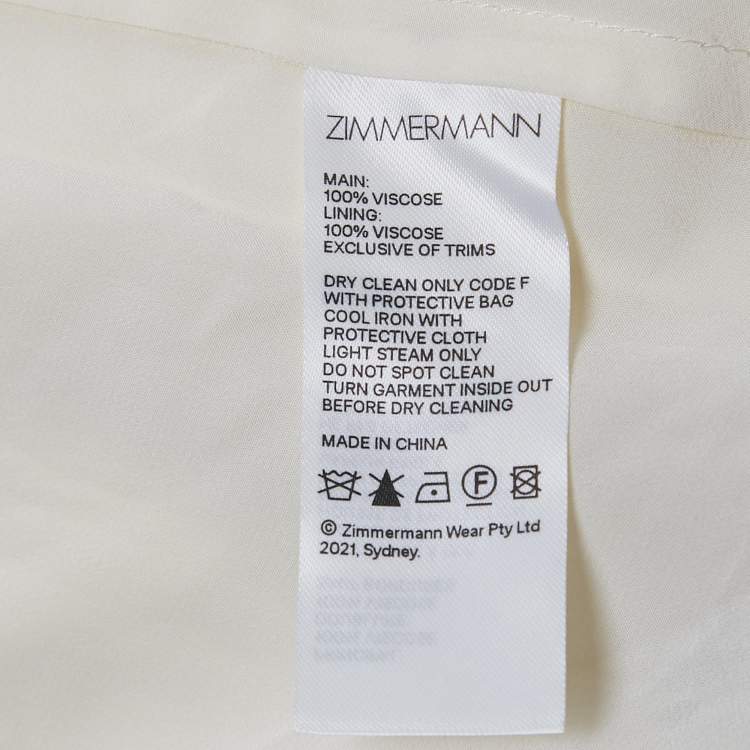 ZIMMERMANN
MAIN:
100% VISCOSE
LINING:
100% VISCOSE
EXCLUSIVE OF TRIMS
DRY CLEAN ONLY CODE F
WITH PROTECTIVE BAG
COOL IRON WITH
PROTECTIVE CLOTH
LIGHT STEAM ONLY
DO NOT SPOT CLEAN
TURN GARMENT INSIDE OUT
BEFORE DRY CLEANING
MADE IN CHINA
F
© Zimmermann Wear Pty Ltd
2021, Sydney.